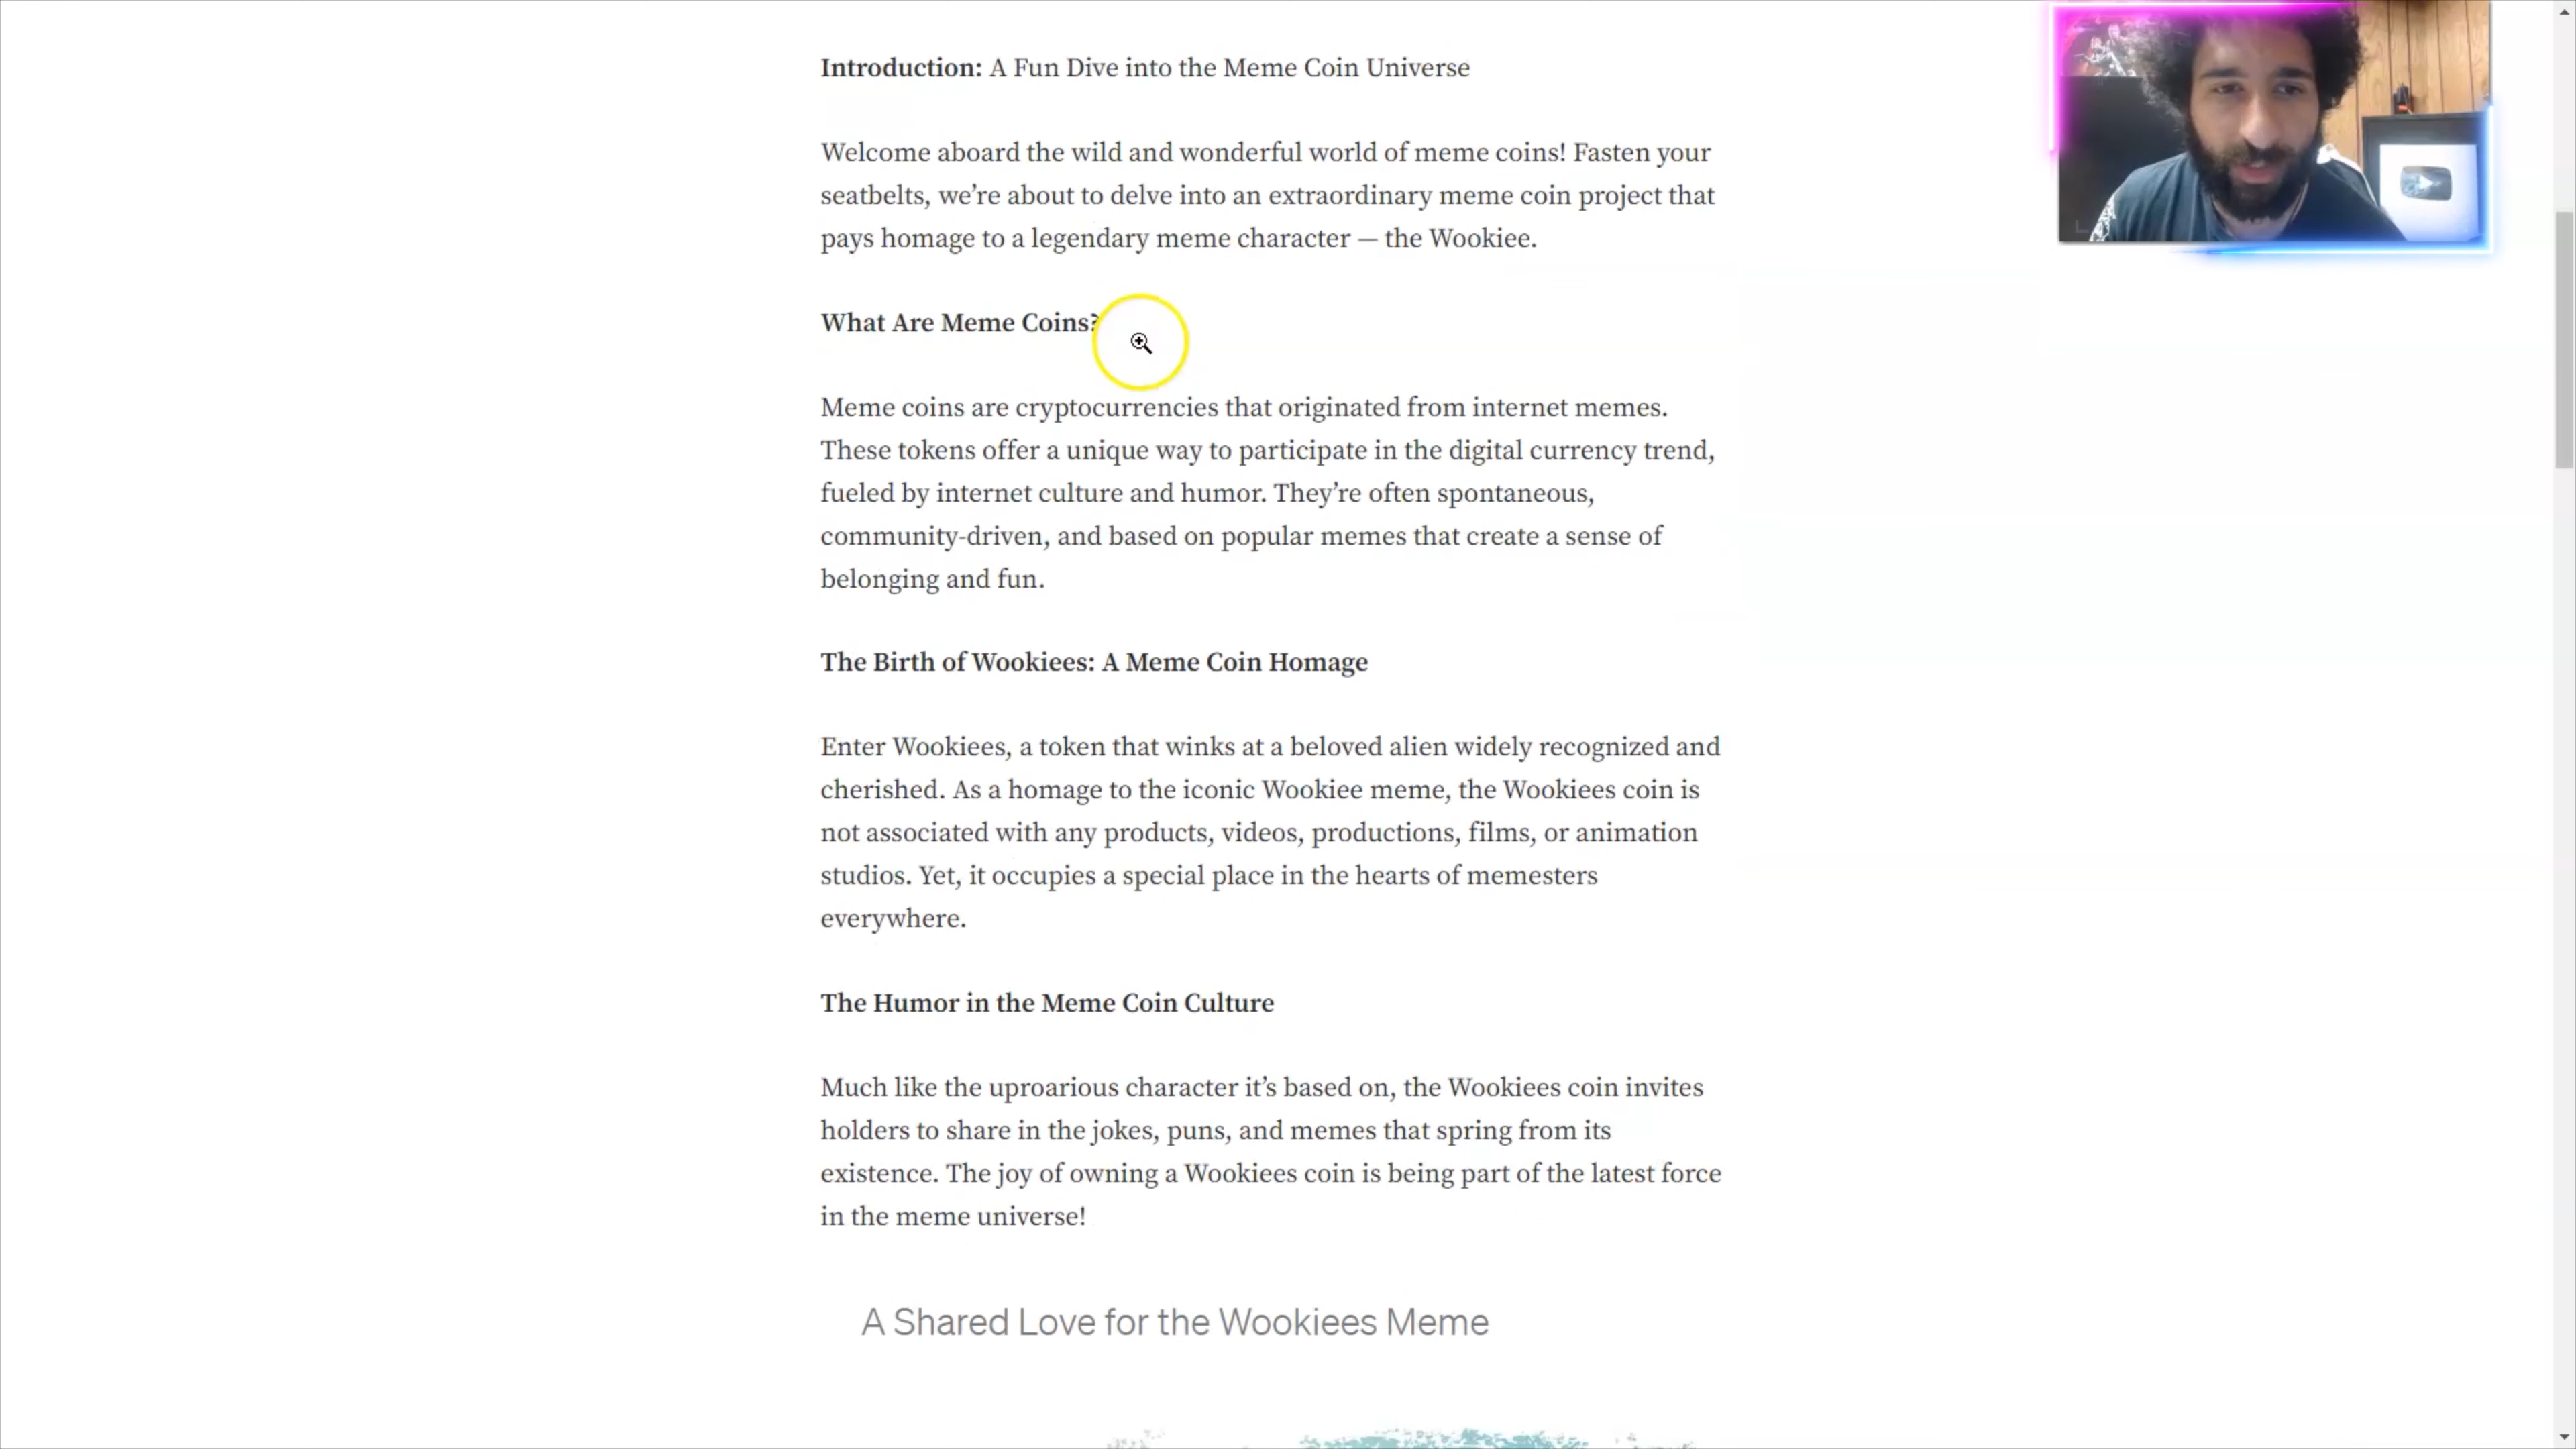 Introduction: A Fun Dive into the Meme Coin Universe
Welcome aboard the wild and wonderful world of meme coins! Fasten your
seatbelts, we’re about to delve into an extraordinary meme coin project that
pays homage to a legendary meme character — the Wookiee.
What Are Meme Coins?
Meme coins are cryptocurrencies that originated from internet memes.
These tokens offer a unique way to participate in the digital currency trend,
fueled by internet culture and humor. They’re often spontaneous,
community-driven, and based on popular memes that create a sense of
belonging and fun.
The Birth of Wookiees: A Meme Coin Homage
Enter Wookiees, a token that winks at a beloved alien widely recognized and
cherished. As a homage to the iconic Wookiee meme, the Wookiees coin is
not associated with any products, videos, productions, films, or animation
studios. Yet, it occupies a special place in the hearts of memesters
everywhere.
The Humor in the Meme Coin Culture
Much like the uproarious character it’s based on, the Wookiees coin invites
holders to share in the jokes, puns, and memes that spring from its
existence. The joy of owning a Wookiees coin is being part of the latest force
in the meme universe!
A Shared Love for the Wookiees Meme